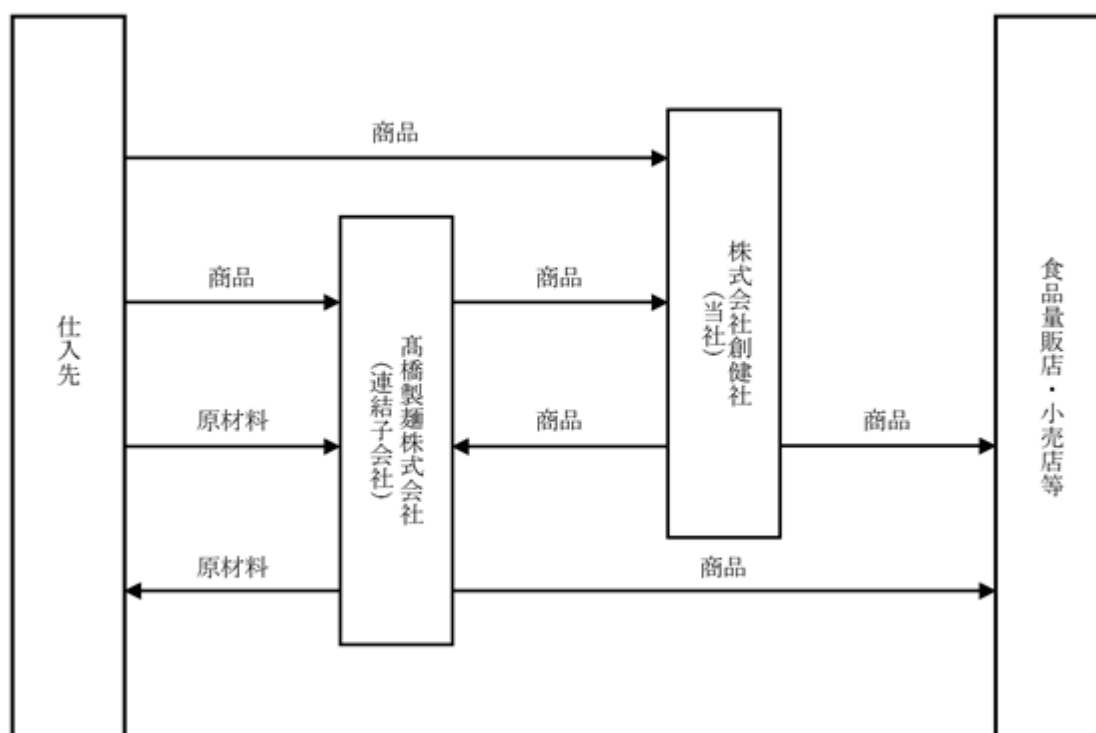 商品
商品
商品
仕入先
髙橋製麺株式会社
(連結子会社)
株式会社創健社
(当社)
食品量販店・小売店等
原材料
商品
商品
原材料
商品